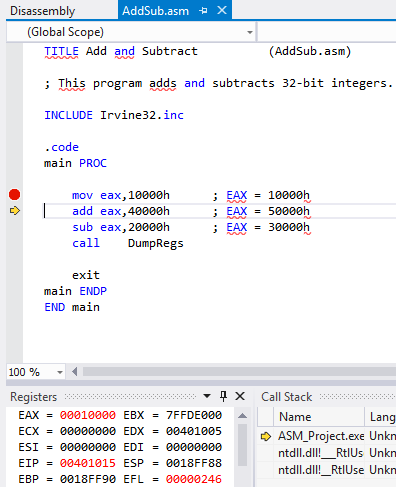 Disassembly AddSub.asm
(Global Scope)
TITLE Add and Subtract (AddSub.asm)
; This program adds and subtracts 32-bit integers.
INCLUDE Irvine32.inc
.code
main PROC
mov eax,10000h ; EAX = 10000h
add eax,40000h ; EAX = 50000h
sub eax,20000h ; EAX = 30000h
call DumpRegs
exit
main ENDP
END main
100 %
Registers
EAX = 00010000 EBX = 7FFDE000
ECX = 00000000 EDX = 00401005
ESI = 00000000 EDI = 00000000
EIP = 00401015 ESP = 0018FF88
EBP = 0018FF90 EFL = 00000246
Call Stack
Name Lang
ASM_Project.exe Unkn
ntdll.dll!___RtlUs Unkn
ntdll.dll!__RtlUse Unkn